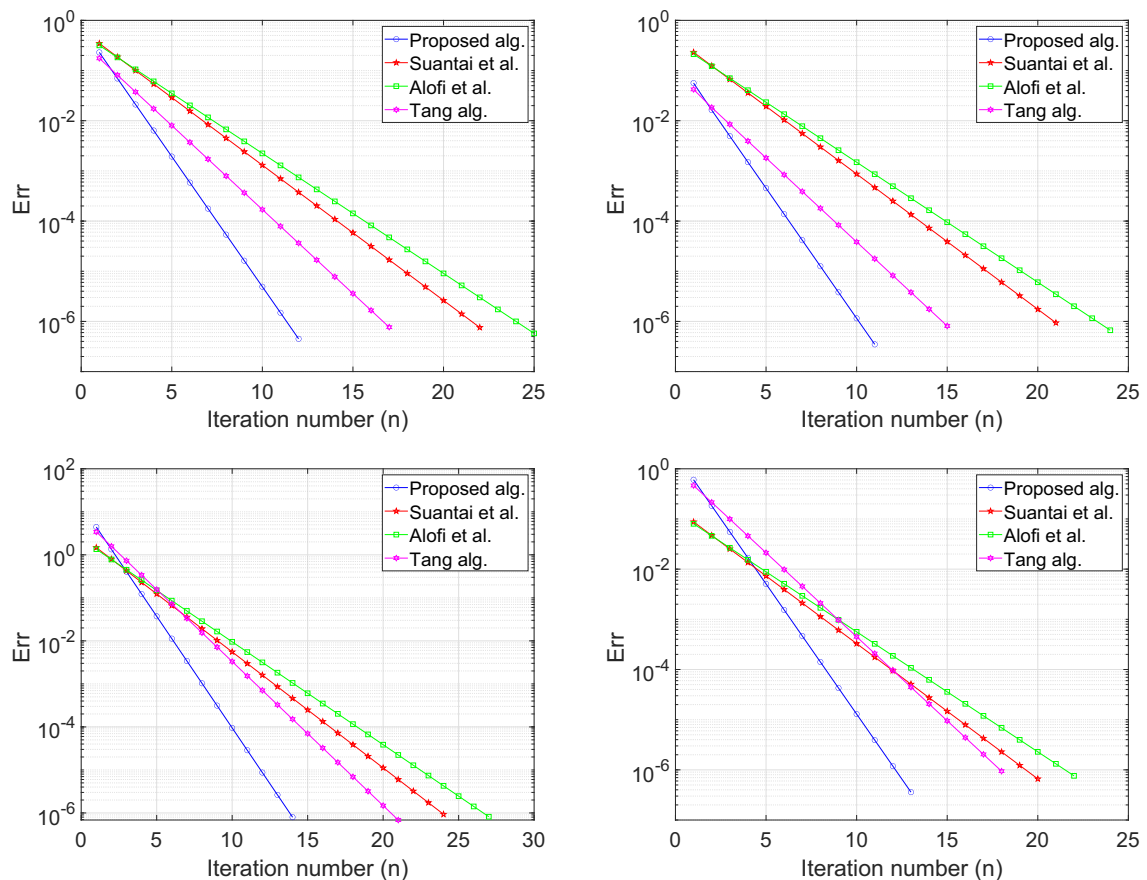 10^0
10^-2
10^-4
10^-6
Err
0 5 10 15 20 25
Iteration number (n)
Proposed alg.
Suantai et al.
Alofi et al.
Tang alg.
10^0
10^-2
10^-4
10^-6
Err
0 5 10 15 20 25
Iteration number (n)
Proposed alg.
Suantai et al.
Alofi et al.
Tang alg.
10^2
10^0
10^-2
10^-4
10^-6
Err
0 5 10 15 20 25 30
Iteration number (n)
Proposed alg.
Suantai et al.
Alofi et al.
Tang alg.
10^0
10^-2
10^-4
10^-6
Err
0 5 10 15 20 25
Iteration number (n)
Proposed alg.
Suantai et al.
Alofi et al.
Tang alg.